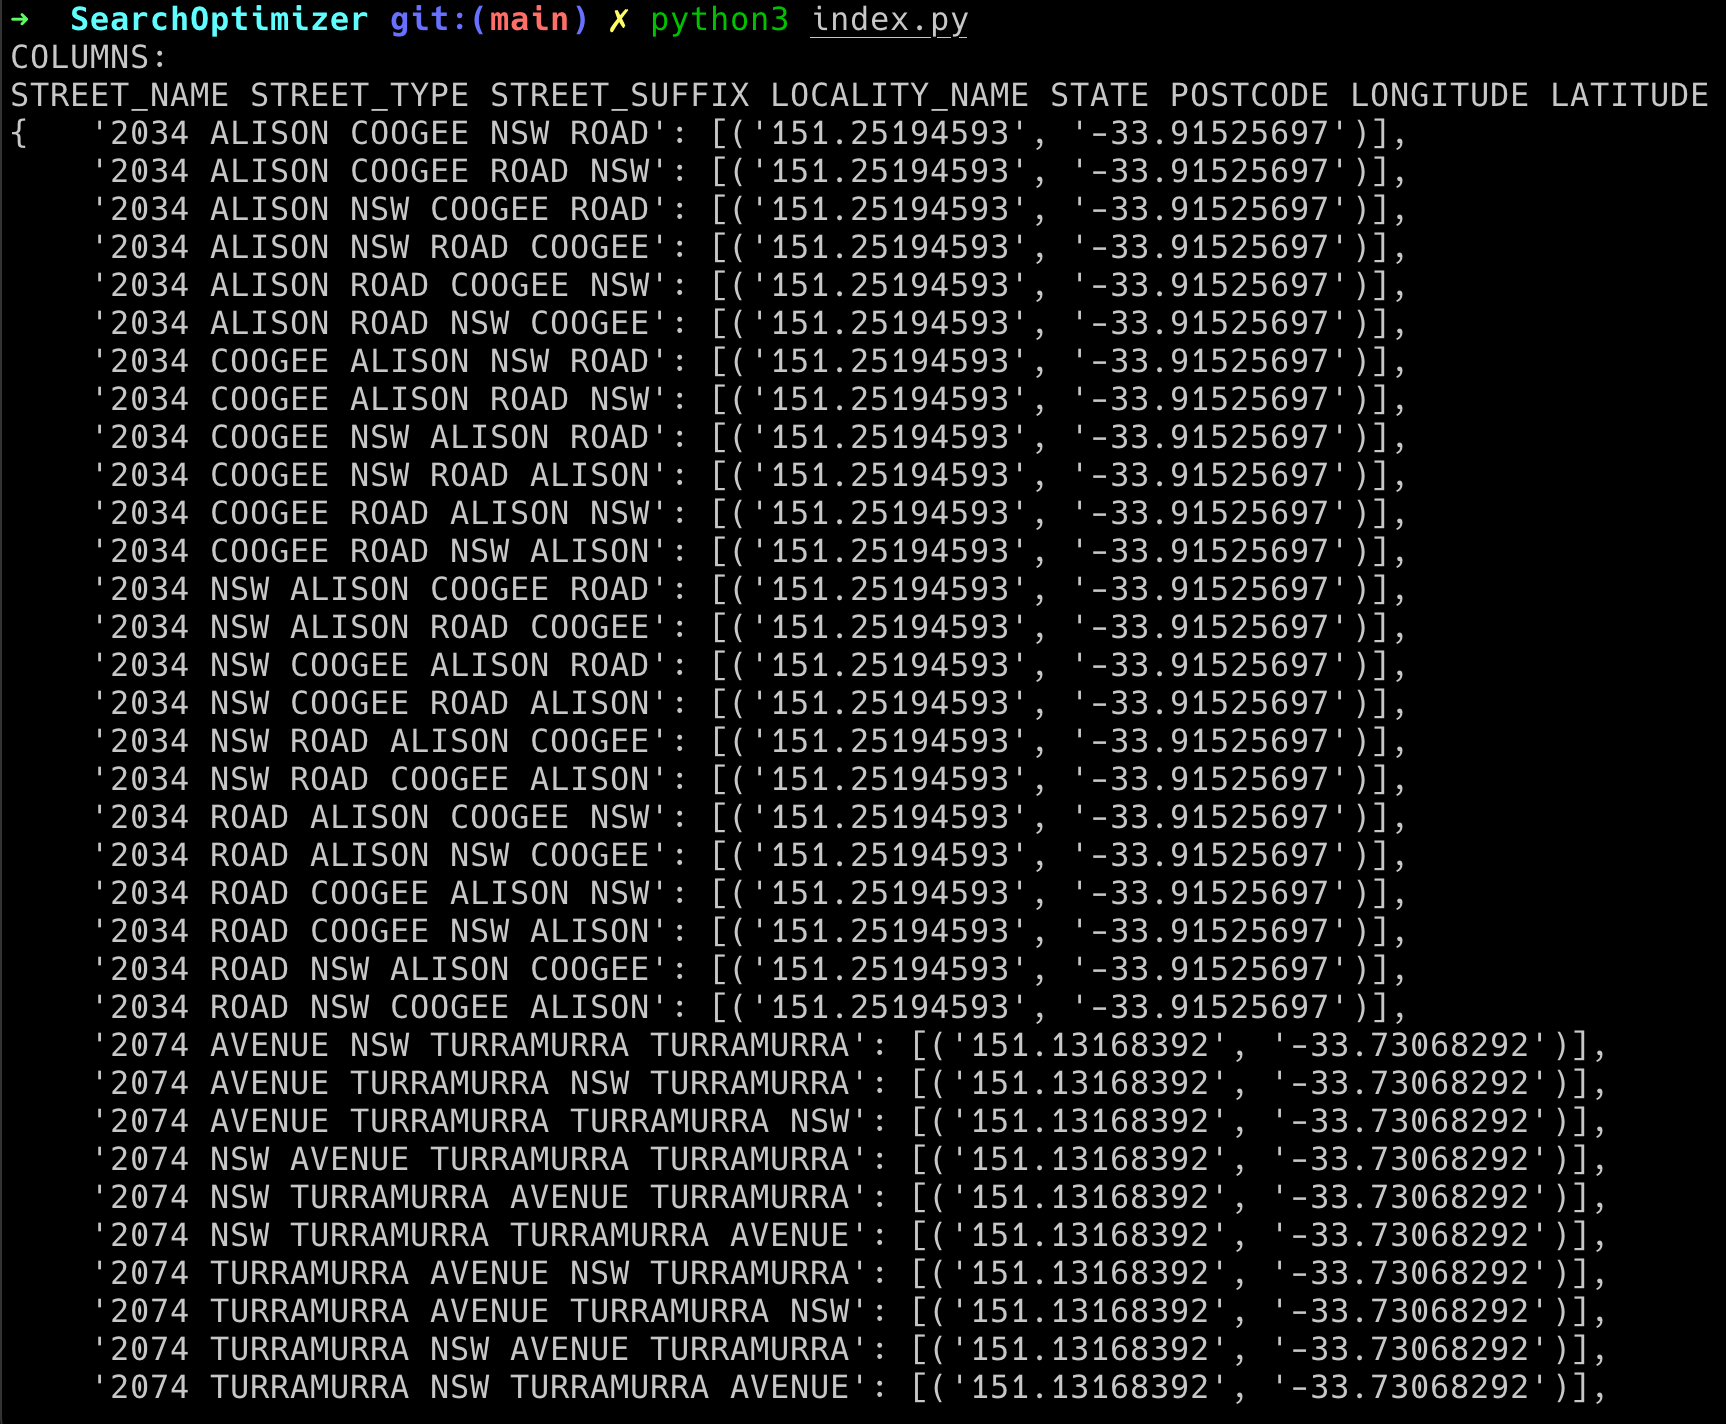 ➜  SearchOptimizer git:(main) ✗ python3 index.py
COLUMNS:
STREET_NAME STREET_TYPE STREET_SUFFIX LOCALITY_NAME STATE POSTCODE LONGITUDE LATITUDE
{   '2034 ALISON COOGEE NSW ROAD': [('151.25194593', '-33.91525697')],
    '2034 ALISON COOGEE ROAD NSW': [('151.25194593', '-33.91525697')],
    '2034 ALISON NSW COOGEE ROAD': [('151.25194593', '-33.91525697')],
    '2034 ALISON NSW ROAD COOGEE': [('151.25194593', '-33.91525697')],
    '2034 ALISON ROAD COOGEE NSW': [('151.25194593', '-33.91525697')],
    '2034 ALISON ROAD NSW COOGEE': [('151.25194593', '-33.91525697')],
    '2034 COOGEE ALISON NSW ROAD': [('151.25194593', '-33.91525697')],
    '2034 COOGEE ALISON ROAD NSW': [('151.25194593', '-33.91525697')],
    '2034 COOGEE NSW ALISON ROAD': [('151.25194593', '-33.91525697')],
    '2034 COOGEE NSW ROAD ALISON': [('151.25194593', '-33.91525697')],
    '2034 COOGEE ROAD ALISON NSW': [('151.25194593', '-33.91525697')],
    '2034 COOGEE ROAD NSW ALISON': [('151.25194593', '-33.91525697')],
    '2034 NSW ALISON COOGEE ROAD': [('151.25194593', '-33.91525697')],
    '2034 NSW ALISON ROAD COOGEE': [('151.25194593', '-33.91525697')],
    '2034 NSW COOGEE ALISON ROAD': [('151.25194593', '-33.91525697')],
    '2034 NSW COOGEE ROAD ALISON': [('151.25194593', '-33.91525697')],
    '2034 NSW ROAD ALISON COOGEE': [('151.25194593', '-33.91525697')],
    '2034 NSW ROAD COOGEE ALISON': [('151.25194593', '-33.91525697')],
    '2034 ROAD ALISON COOGEE NSW': [('151.25194593', '-33.91525697')],
    '2034 ROAD ALISON NSW COOGEE': [('151.25194593', '-33.91525697')],
    '2034 ROAD COOGEE ALISON NSW': [('151.25194593', '-33.91525697')],
    '2034 ROAD COOGEE NSW ALISON': [('151.25194593', '-33.91525697')],
    '2034 ROAD NSW ALISON COOGEE': [('151.25194593', '-33.91525697')],
    '2034 ROAD NSW COOGEE ALISON': [('151.25194593', '-33.91525697')],
    '2074 AVENUE NSW TURRAMURRA TURRAMURRA': [('151.13168392', '-33.73068292')],
    '2074 AVENUE TURRAMURRA NSW TURRAMURRA': [('151.13168392', '-33.73068292')],
    '2074 AVENUE TURRAMURRA TURRAMURRA NSW': [('151.13168392', '-33.73068292')],
    '2074 NSW AVENUE TURRAMURRA TURRAMURRA': [('151.13168392', '-33.73068292')],
    '2074 NSW TURRAMURRA AVENUE TURRAMURRA': [('151.13168392', '-33.73068292')],
    '2074 NSW TURRAMURRA TURRAMURRA AVENUE': [('151.13168392', '-33.73068292')],
    '2074 TURRAMURRA AVENUE NSW TURRAMURRA': [('151.13168392', '-33.73068292')],
    '2074 TURRAMURRA AVENUE TURRAMURRA NSW': [('151.13168392', '-33.73068292')],
    '2074 TURRAMURRA NSW AVENUE TURRAMURRA': [('151.13168392', '-33.73068292')],
    '2074 TURRAMURRA NSW TURRAMURRA AVENUE': [('151.13168392', '-33.73068292')],